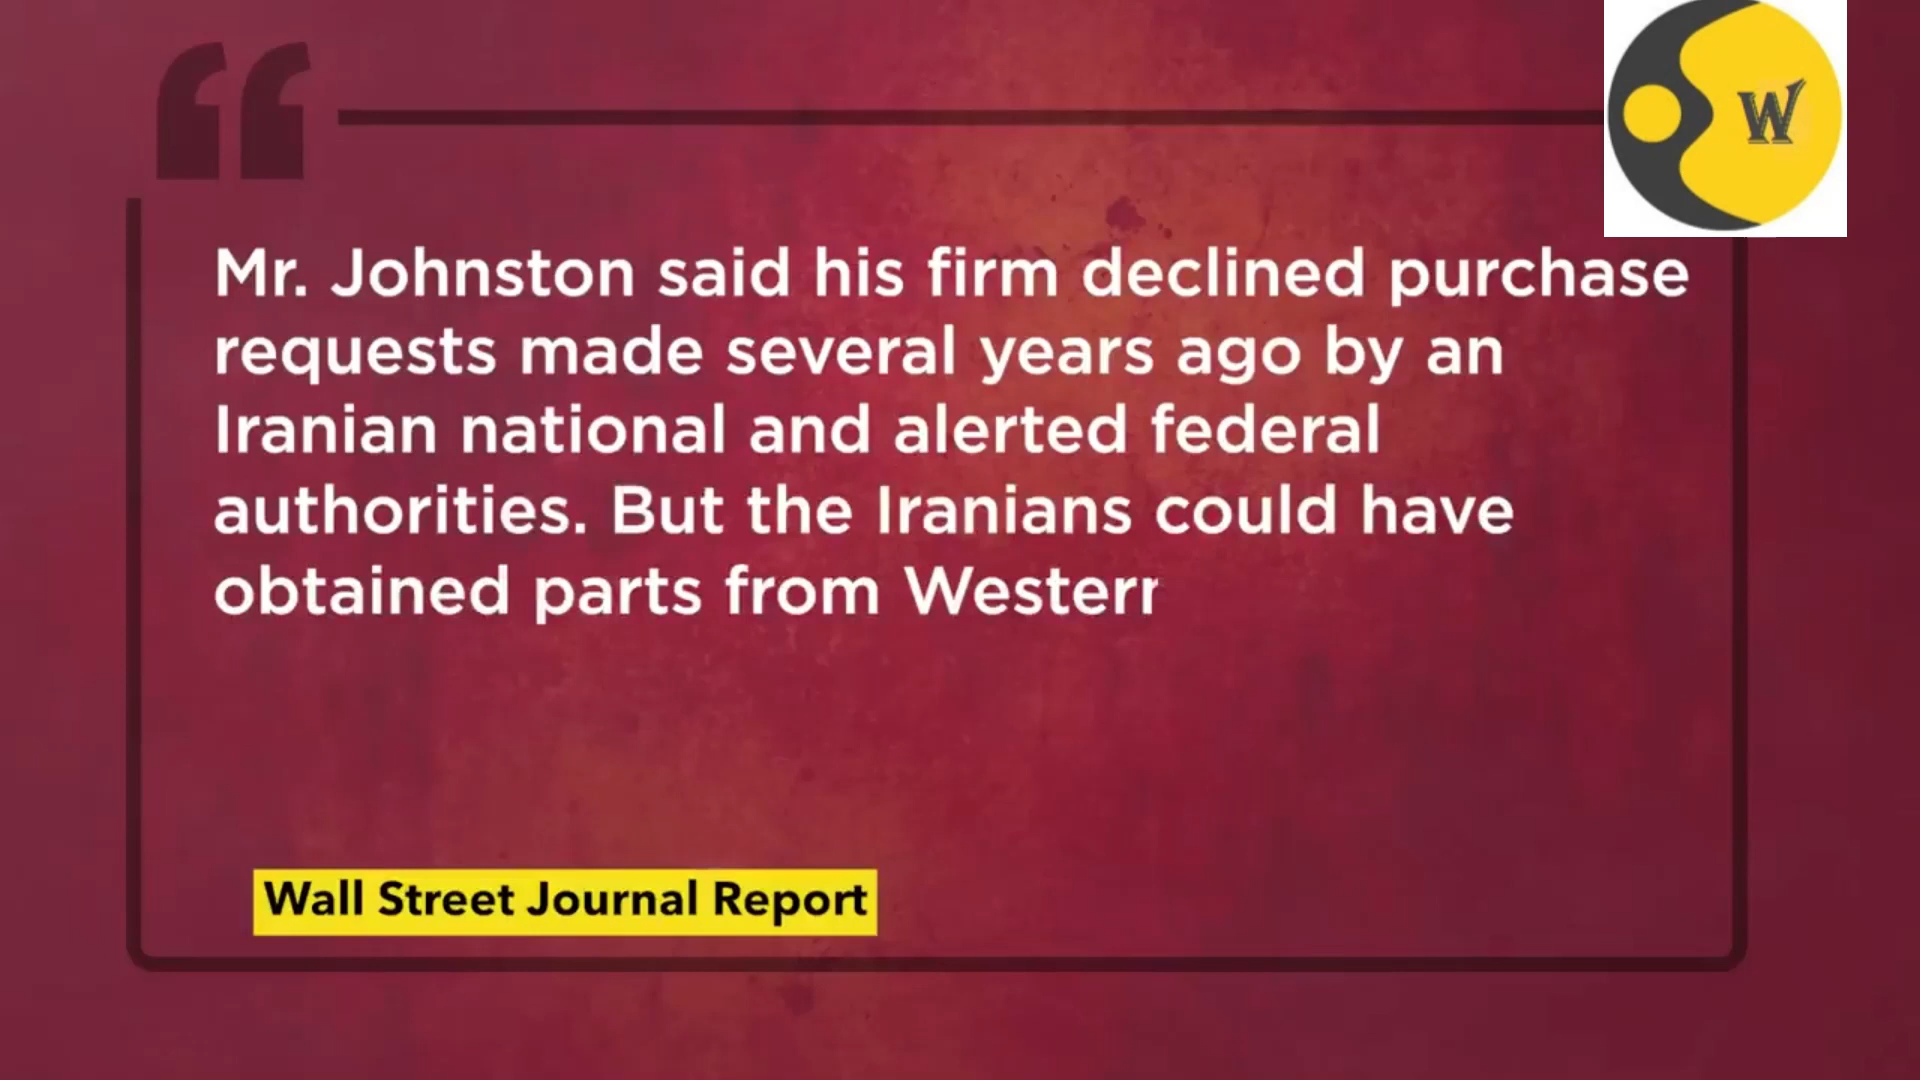 W
Mr. Johnston said his firm declined purchase
requests made several years ago by an
Iranian national and alerted federal
authorities. But the Iranians could have
obtained parts from Wester
Wall Street Journal Report